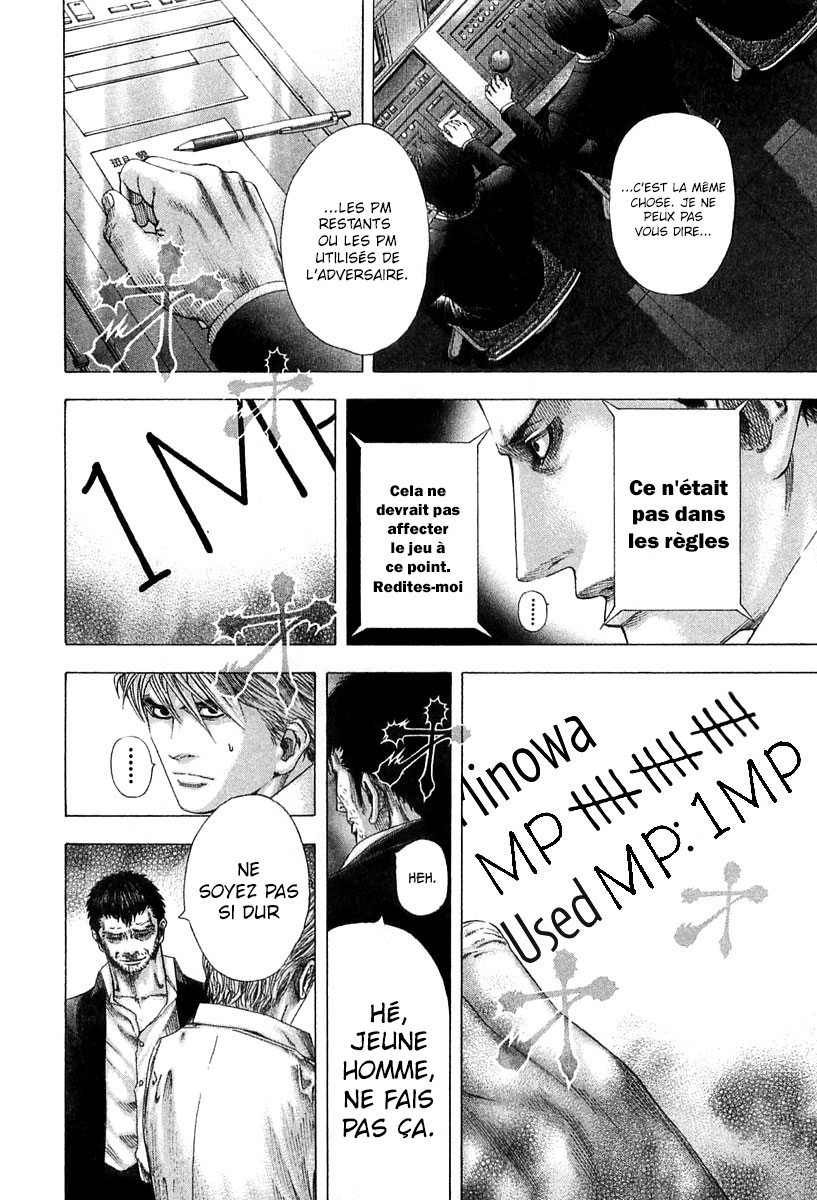 ...C'EST LA MÊME
CHOSE. JE NE
PEUX PAS
VOUS DIRE...
...LES PM
RESTANTS
OU LES PM
UTILISÉS DE
L'ADVERSAIRE.
Ce n'était
pas dans
les règles
Cela ne
devrait pas
affecter
le jeu à
ce point.
Redites-moi
......
1MP
Minowa
MP
Used MP: 1MP
HEH.
HÉ,
JEUNE
HOMME,
NE FAIS
PAS ÇA.
......
NE
SOYEZ PAS
SI DUR